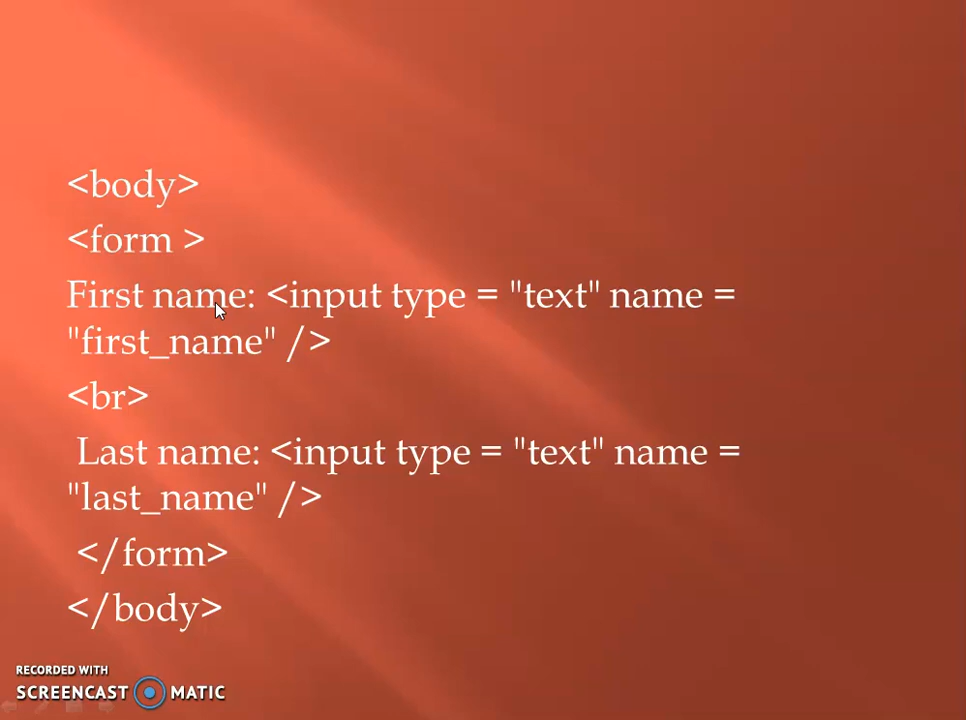 <body>
<form >
First name: <input type = "text" name =
"first_name" />
<br>
Last name: <input type = "text" name =
"last_name" />
</form>
</body>
RECORDED WITH
SCREENCAST MATIC